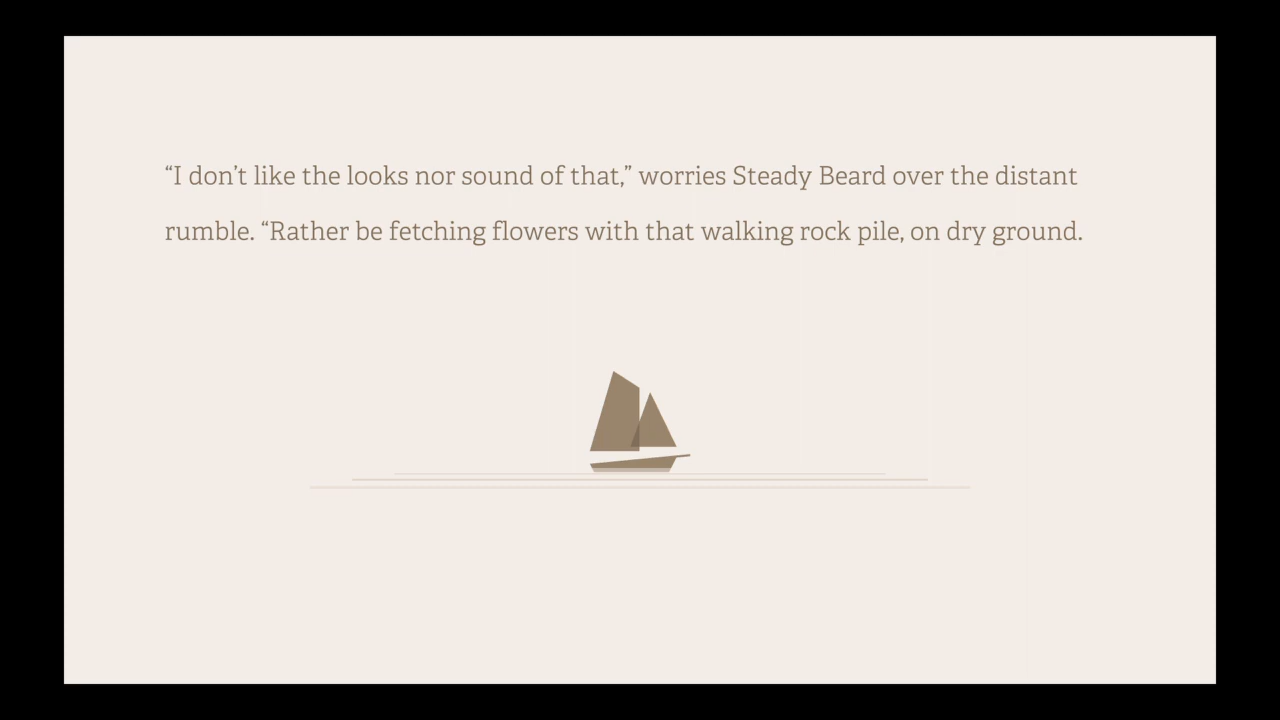 “I don’t like the looks nor sound of that,” worries Steady Beard over the distant
rumble. “Rather be fetching flowers with that walking rock pile, on dry ground.